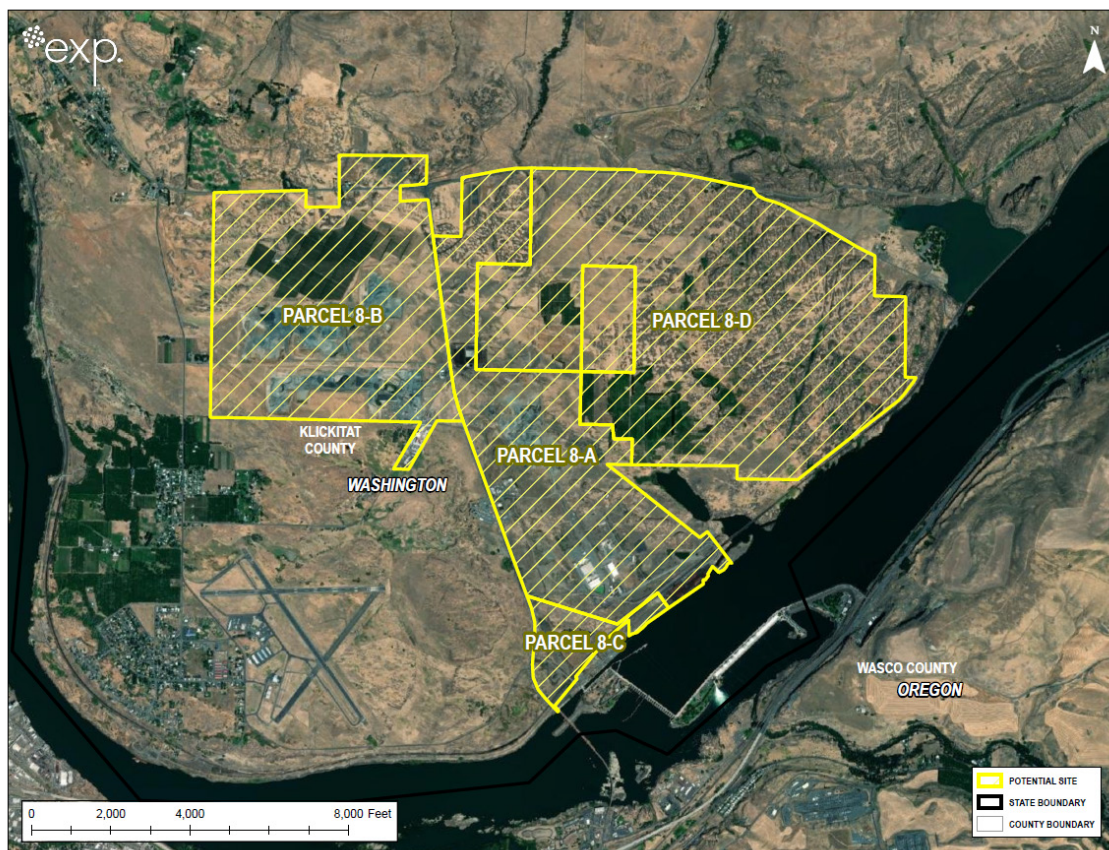 exp.
N
PARCEL 8-B
PARCEL 8-D
KLICKITAT
COUNTY
WASHINGTON
PARCEL 8-A
PARCEL 8-C
WASCO COUNTY
OREGON
POTENTIAL SITE
STATE BOUNDARY
COUNTY BOUNDARY
0 2,000 4,000 8,000 Feet